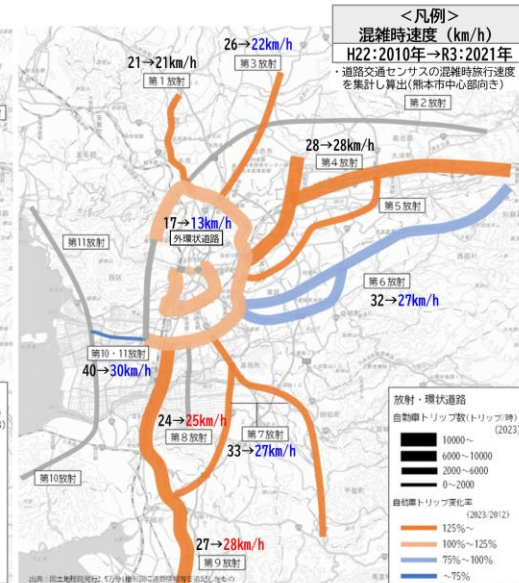 <凡例>
混雑時速度 (km/h)
H22:2010年→R3:2021年
・道路交通センサスの混雑時旅行速度
を集計し算出(熊本市中心部向き)
26→22km/h
第3放射
21→21km/h
第1放射
第2放射
28→28km/h
第4放射
第5放射
17→13km/h
外環状道路
第11放射
第6放射
32→27km/h
第10・11放射
40→30km/h
24→25km/h
第8放射
第7放射
33→27km/h
第10放射
27→28km/h
第9放射
放射・環状道路
自動車トリップ数(トリップ/時)
(2023)
10000~
6000~10000
2000~6000
0~2000
自動車トリップ変化率
(2023/2012)
125%~
100%~125%
75%~100%
~75%